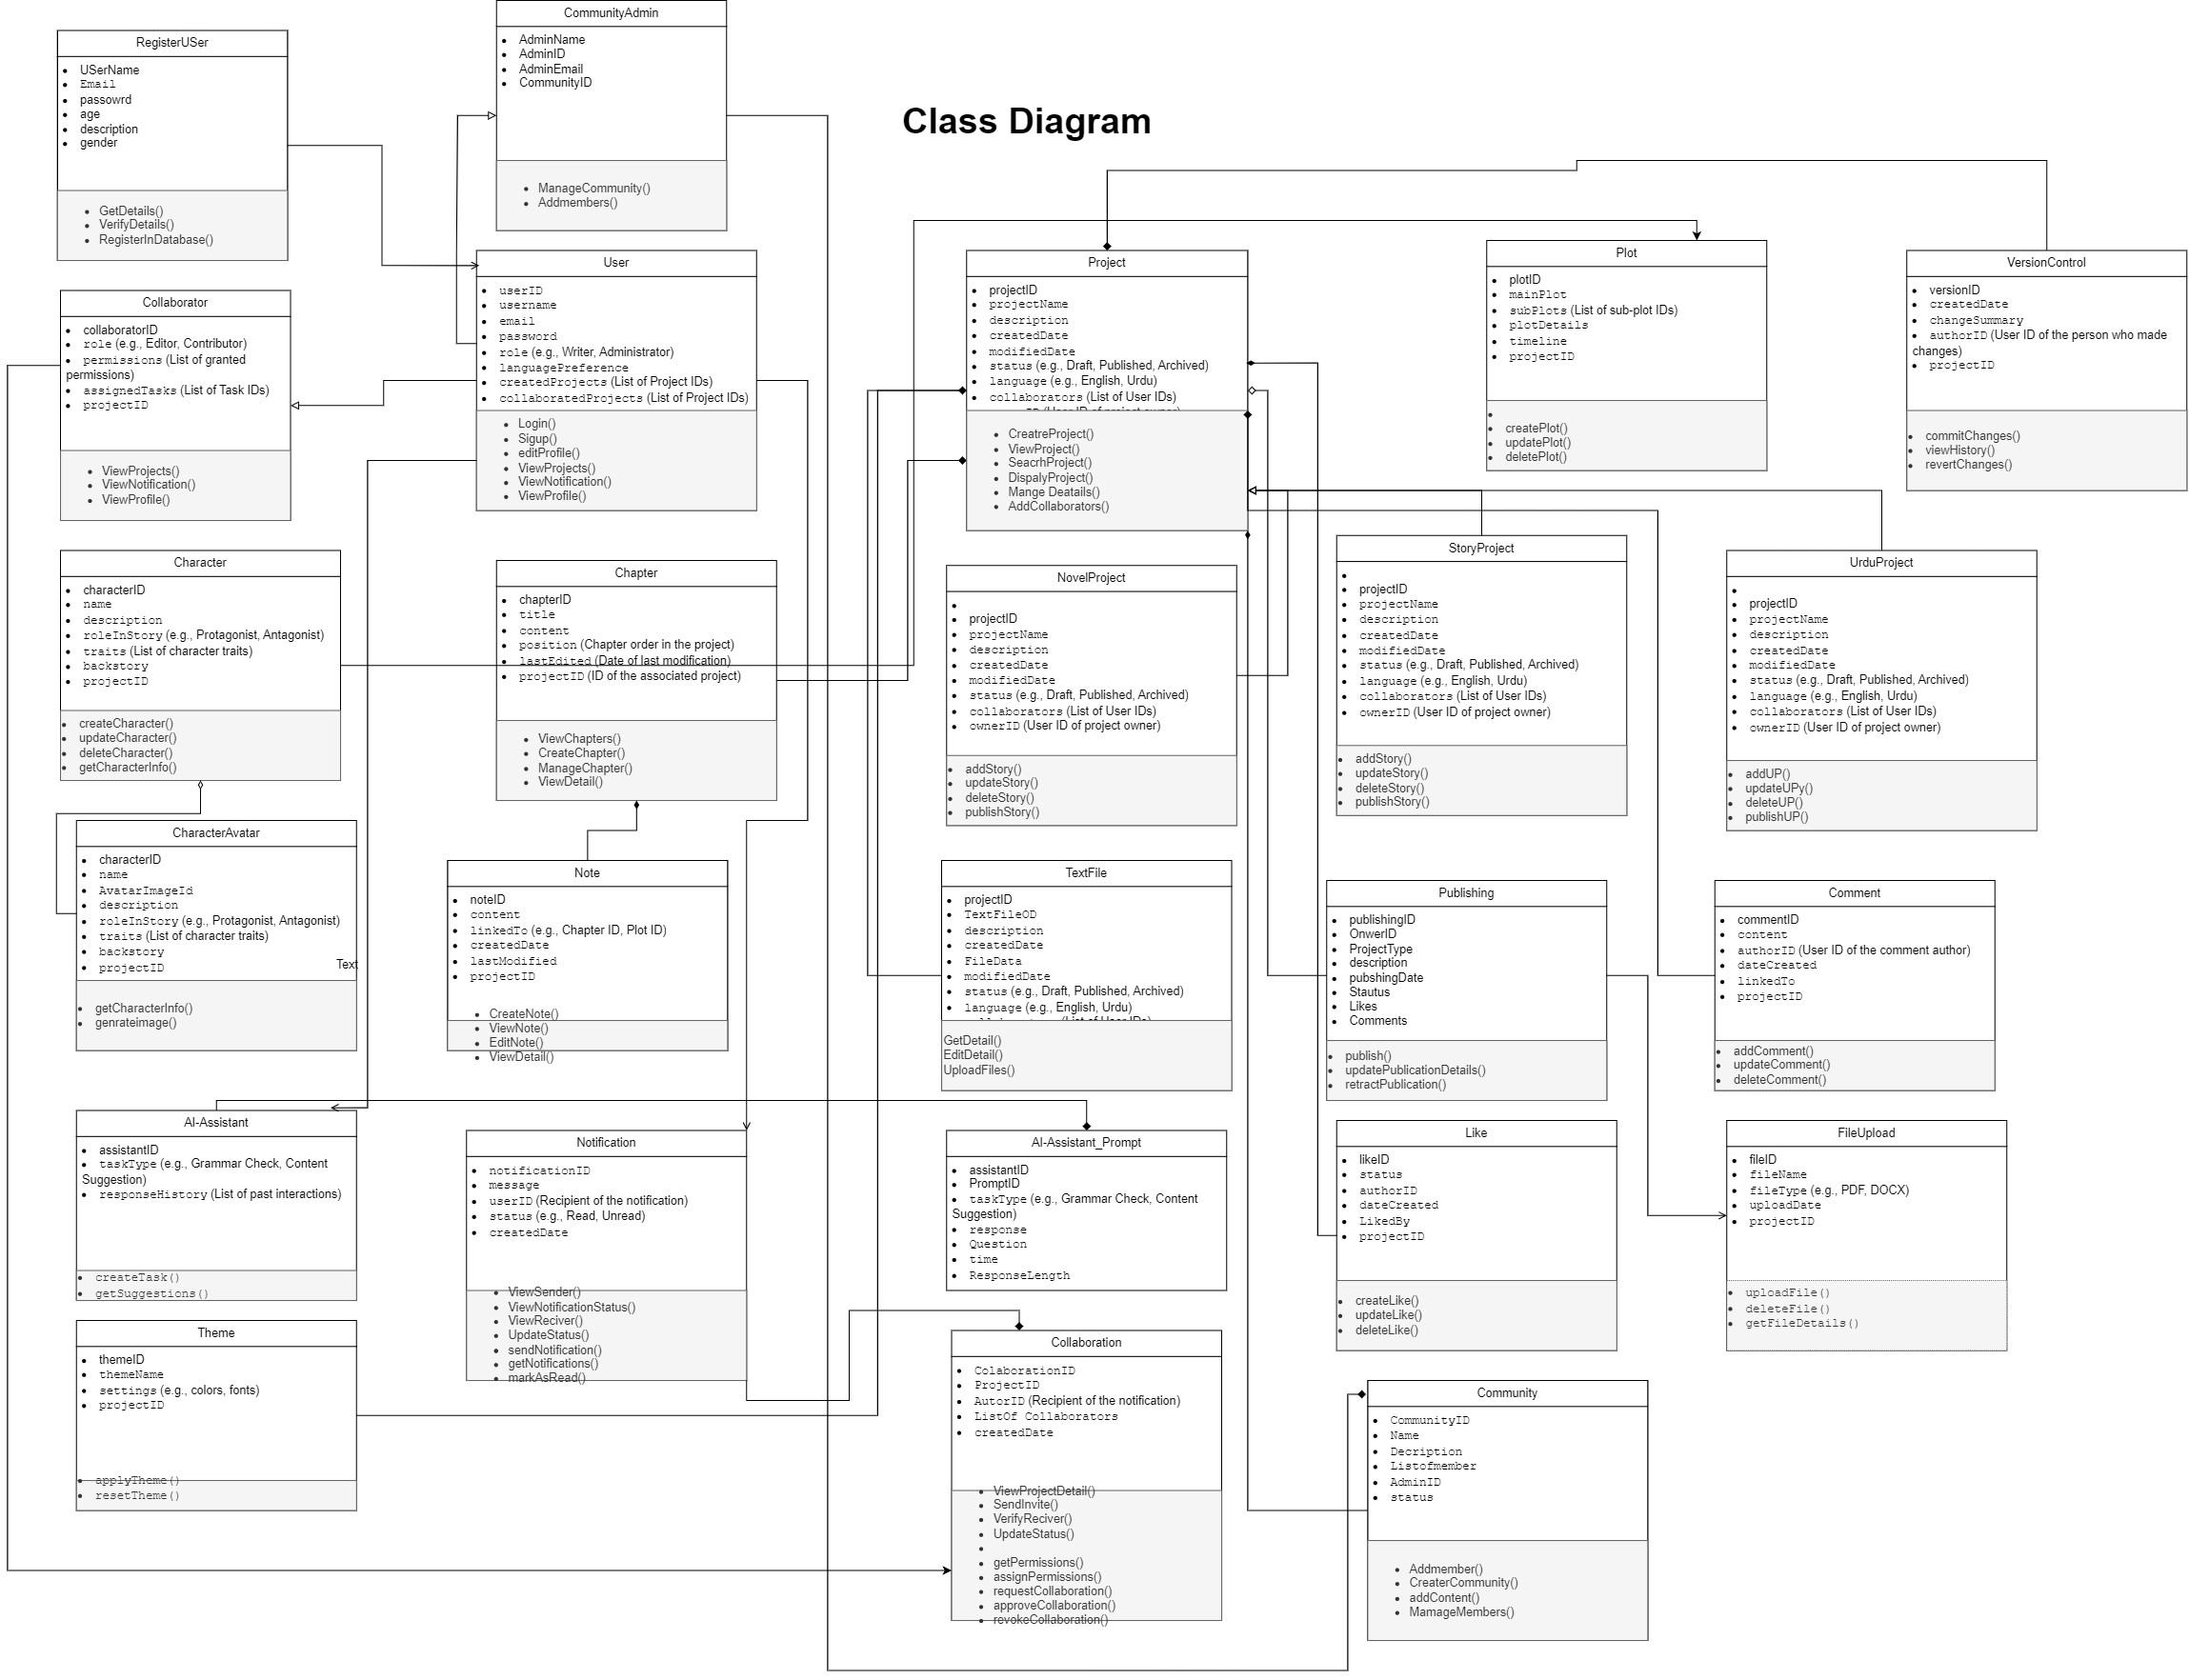 CommunityAdmin
AdminName
AdminID
AdminEmail
CommunityID
ManageCommunity()
Addmembers()
RegisterUSer
USerName
Email
passowrd
age
description
gender
GetDetails()
VerifyDetails()
RegisterInDatabase()
Class Diagram
User
userID
username
email
password
role (e.g., Writer, Administrator)
languagePreference
createdProjects (List of Project IDs)
collaboratedProjects (List of Project IDs)
Login()
Sigup()
editProfile()
ViewProjects()
ViewNotification()
ViewProfile()
Project
projectID
projectName
description
createdDate
modifiedDate
status (e.g., Draft, Published, Archived)
language (e.g., English, Urdu)
collaborators (List of User IDs)
(User ID of project owner)
CreatreProject()
ViewProject()
SeacrhProject()
DispalyProject()
Mange Deatails()
AddCollaborators()
Plot
plotID
mainPlot
subPlots (List of sub-plot IDs)
plotDetails
timeline
projectID
createPlot()
updatePlot()
deletePlot()
VersionControl
versionID
createdDate
changeSummary
authorID (User ID of the person who made
changes)
projectID
commitChanges()
viewHistory()
revertChanges()
Collaborator
collaboratorID
role (e.g., Editor, Contributor)
permissions (List of granted
permissions)
assignedTasks (List of Task IDs)
projectID
ViewProjects()
ViewNotification()
ViewProfile()
Character
characterID
name
description
roleInStory (e.g., Protagonist, Antagonist)
traits (List of character traits)
backstory
projectID
createCharacter()
updateCharacter()
deleteCharacter()
getCharacterInfo()
Chapter
chapterID
title
content
position (Chapter order in the project)
lastEdited (Date of last modification)
projectID (ID of the associated project)
ViewChapters()
CreateChapter()
ManageChapter()
ViewDetail()
NovelProject
projectID
projectName
description
createdDate
modifiedDate
status (e.g., Draft, Published, Archived)
collaborators (List of User IDs)
ownerID (User ID of project owner)
addStory()
updateStory()
deleteStory()
publishStory()
StoryProject
projectID
projectName
description
createdDate
modifiedDate
status (e.g., Draft, Published, Archived)
language (e.g., English, Urdu)
collaborators (List of User IDs)
ownerID (User ID of project owner)
addStory()
updateStory()
deleteStory()
publishStory()
UrduProject
projectID
projectName
description
createdDate
modifiedDate
status (e.g., Draft, Published, Archived)
language (e.g., English, Urdu)
collaborators (List of User IDs)
ownerID (User ID of project owner)
addUP()
updateUPy()
deleteUP()
publishUP()
CharacterAvatar
characterID
name
AvatarImageId
description
roleInStory (e.g., Protagonist, Antagonist)
traits (List of character traits)
backstory
projectID
Text
getCharacterInfo()
genrateimage()
Note
noteID
content
linkedTo (e.g., Chapter ID, Plot ID)
createdDate
lastModified
projectID
CreateNote()
ViewNote()
EditNote()
ViewDetail()
TextFile
projectID
TextFileOD
description
createdDate
FileData
modifiedDate
status (e.g., Draft, Published, Archived)
language (e.g., English, Urdu)
(List of User IDs)
GetDetail()
EditDetail()
UploadFiles()
Publishing
publishingID
OnwerID
ProjectType
description
pubshingDate
Stautus
Likes
Comments
publish()
updatePublicationDetails()
retractPublication()
Comment
commentID
content
authorID (User ID of the comment author)
dateCreated
linkedTo
projectID
addComment()
updateComment()
deleteComment()
AI-Assistant
assistantID
taskType (e.g., Grammar Check, Content
Suggestion)
responseHistory (List of past interactions)
createTask()
getSuggestions()
Notification
notificationID
message
userID (Recipient of the notification)
status (e.g., Read, Unread)
createdDate
ViewSender()
ViewNotificationStatus()
ViewReciver()
UpdateStatus()
sendNotification()
getNotifications()
markAsRead()
AI-Assistant_Prompt
assistantID
PromptID
taskType (e.g., Grammar Check, Content
Suggestion)
response
Question
time
ResponseLength
Like
likeID
status
authorID
dateCreated
LikedBy
projectID
createLike()
updateLike()
deleteLike()
FileUpload
fileID
fileName
fileType (e.g., PDF, DOCX)
uploadDate
projectID
uploadFile()
deleteFile()
getFileDetails()
Theme
themeID
themeName
settings (e.g., colors, fonts)
projectID
applyTheme()
resetTheme()
Collaboration
ColaborationID
ProjectID
AutorID (Recipient of the notification)
ListOf Collaborators
createdDate
ViewProjectDetail()
SendInvite()
VerifyReciver()
UpdateStatus()
getPermissions()
assignPermissions()
requestCollaboration()
approveCollaboration()
revokeCollaboration()
Community
CommunityID
Name
Decription
Listofmember
AdminID
status
Addmember()
CreaterCommunity()
addContent()
MamageMembers()